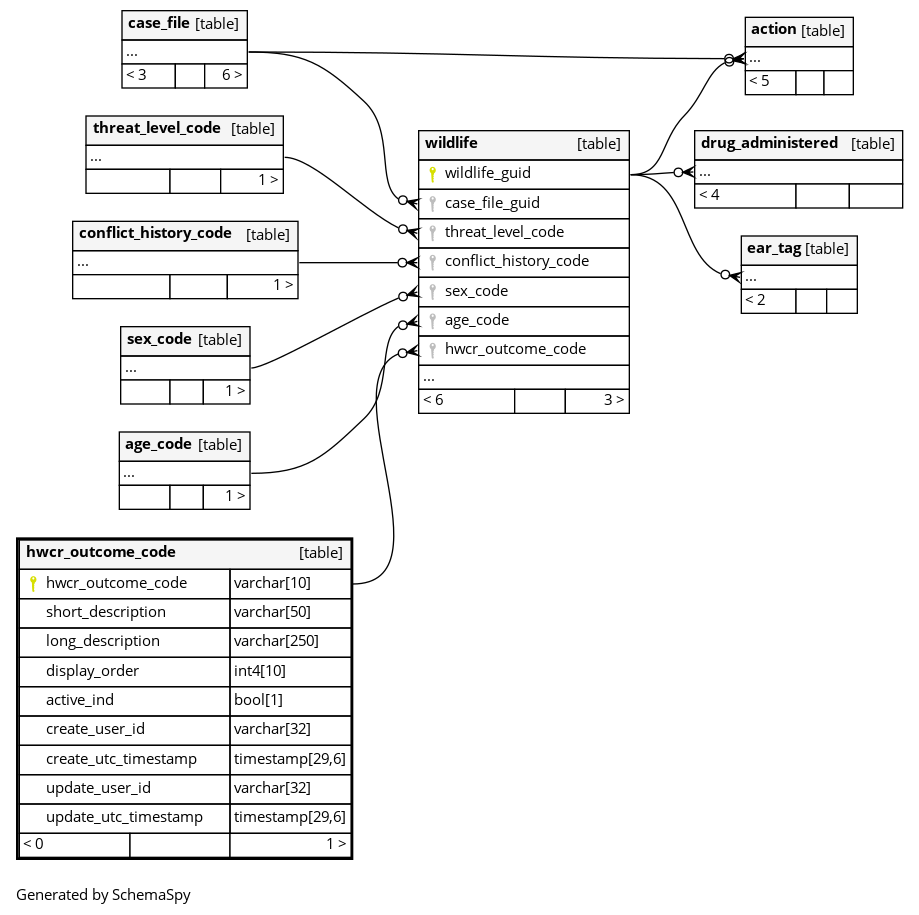 case_file [table]
...
< 3 6 >
threat_level_code [table]
...
1 >
conflict_history_code [table]
...
1 >
sex_code [table]
...
1 >
age_code [table]
...
1 >
hwcr_outcome_code [table]
hwcr_outcome_code varchar[10]
short_description varchar[50]
long_description varchar[250]
display_order int4[10]
active_ind bool[1]
create_user_id varchar[32]
create_utc_timestamp timestamp[29,6]
update_user_id varchar[32]
update_utc_timestamp timestamp[29,6]
< 0 1 >
wildlife [table]
wildlife_guid
case_file_guid
threat_level_code
conflict_history_code
sex_code
age_code
hwcr_outcome_code
...
< 6 3 >
action [table]
...
< 5
drug_administered [table]
...
< 4
ear_tag [table]
...
< 2
Generated by SchemaSpy